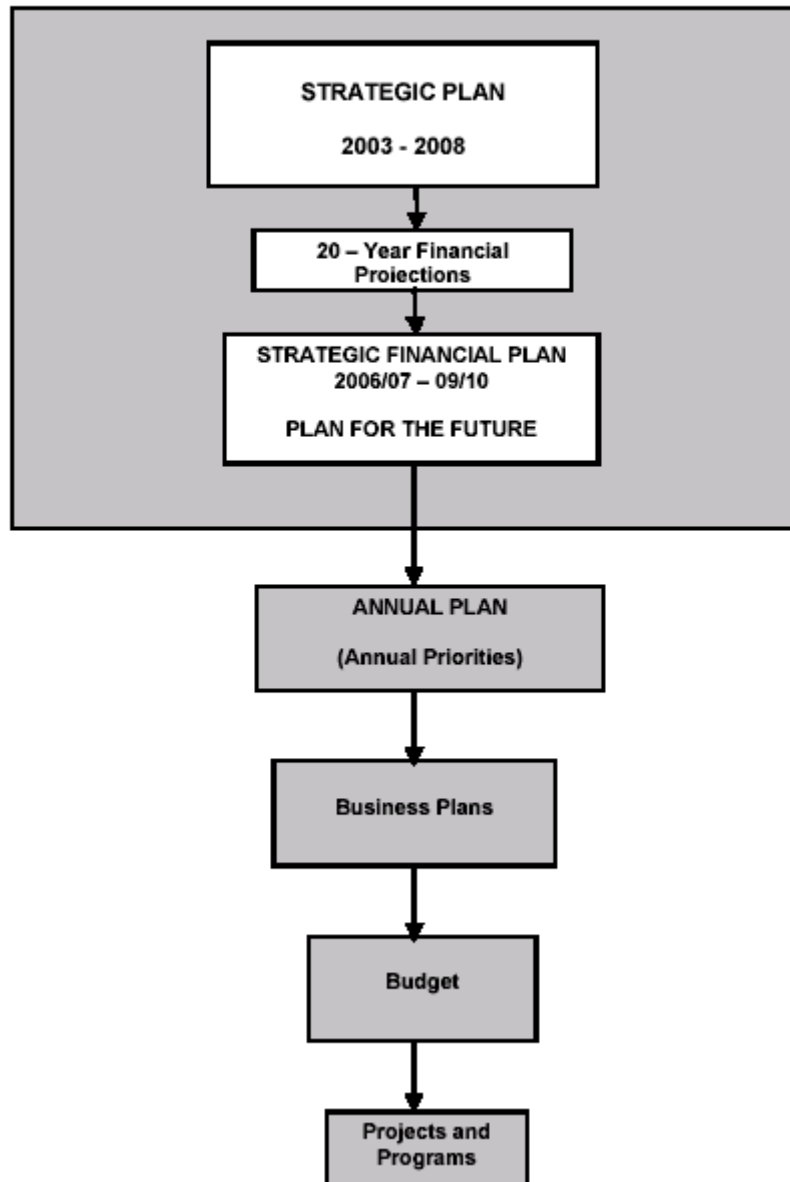 STRATEGIC PLAN
2003 - 2008
20 – Year Financial
Projections
STRATEGIC FINANCIAL PLAN
2006/07 – 09/10
PLAN FOR THE FUTURE
ANNUAL PLAN
(Annual Priorities)
Business Plans
Budget
Projects and
Programs